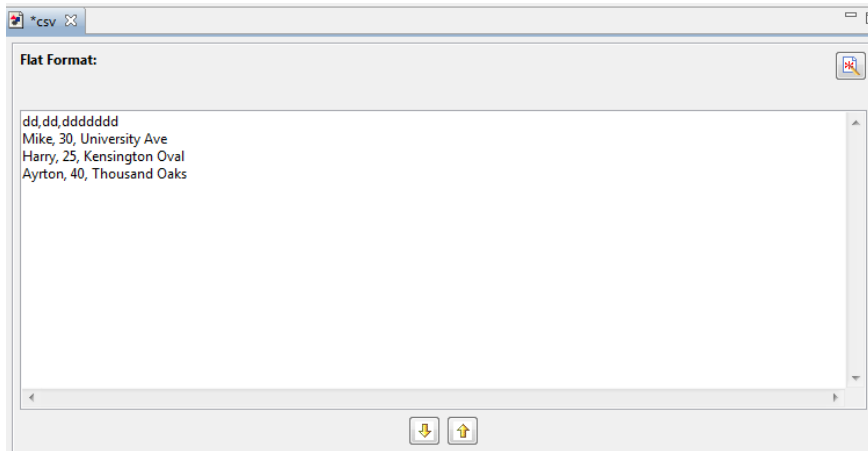 *csv
Flat Format:
dd,dd,ddddddd
Mike, 30, University Ave
Harry, 25, Kensington Oval
Ayrton, 40, Thousand Oaks